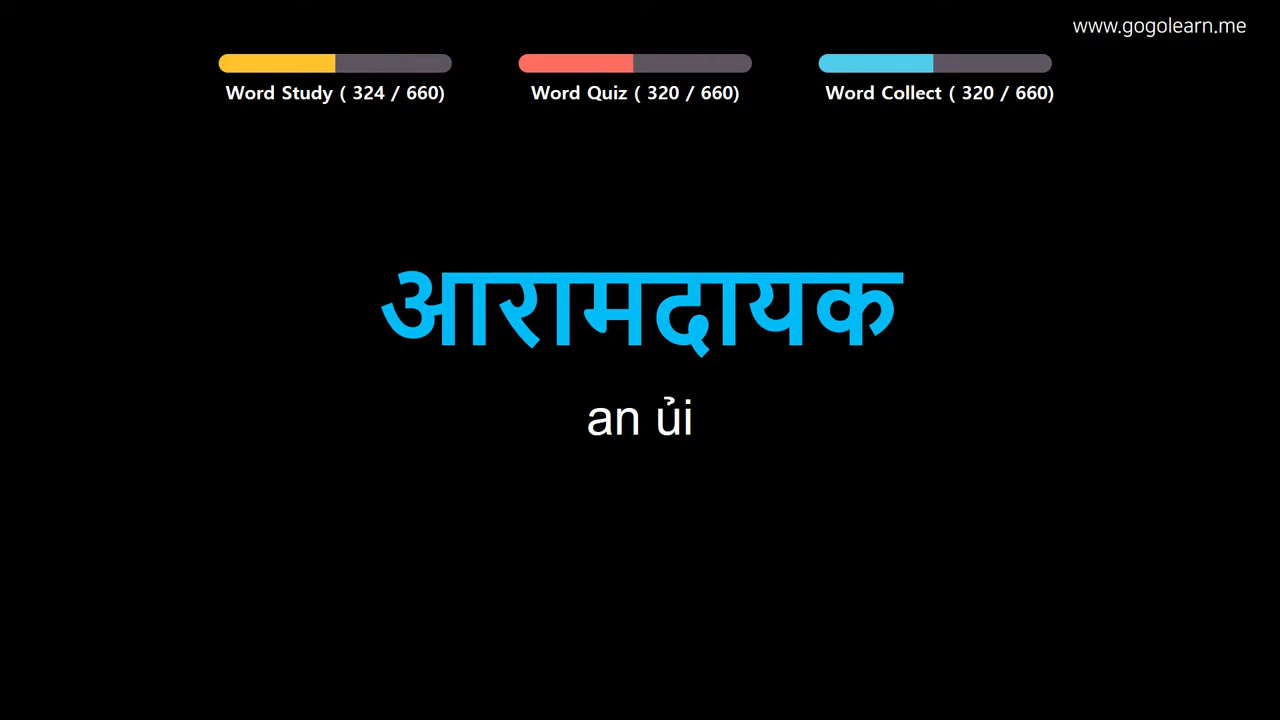 www.gogolearn.me
Word Study ( 324 / 660)
Word Quiz ( 320 / 660)
Word Collect ( 320 / 660)
आरामदायक
an ủi